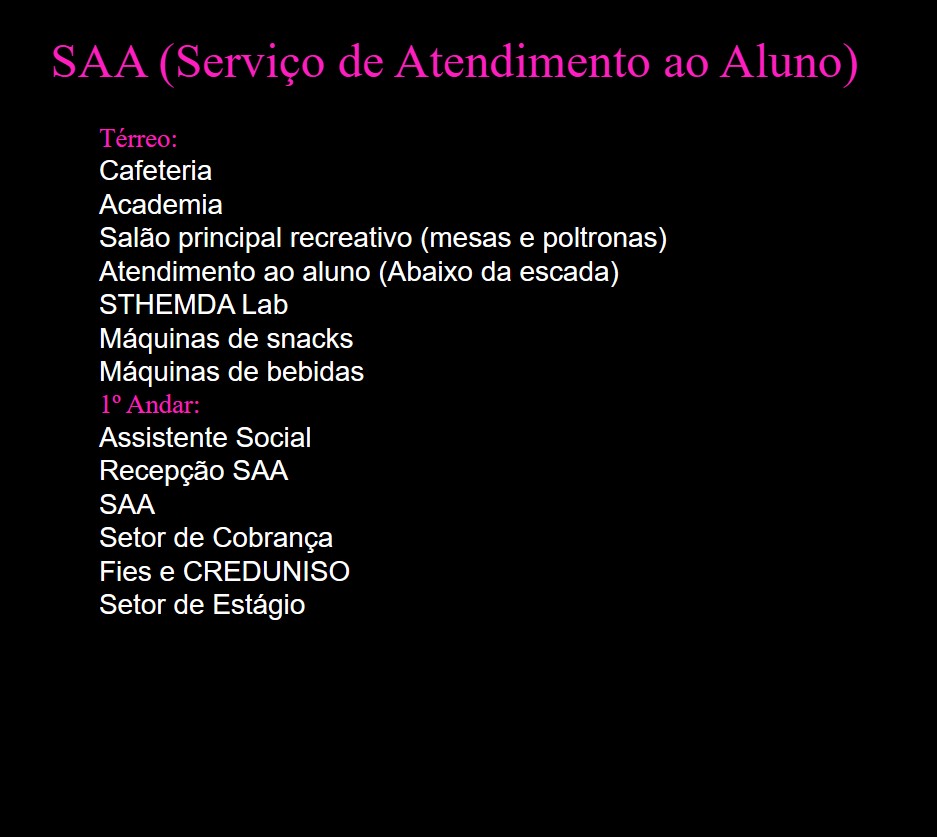 SAA (Serviço de Atendimento ao Aluno)
Térreo:
Cafeteria
Academia
Salão principal recreativo (mesas e poltronas)
Atendimento ao aluno (Abaixo da escada)
STHEMDA Lab
Máquinas de snacks
Máquinas de bebidas
1º Andar:
Assistente Social
Recepção SAA
SAA
Setor de Cobrança
Fies e CREDUNISO
Setor de Estágio